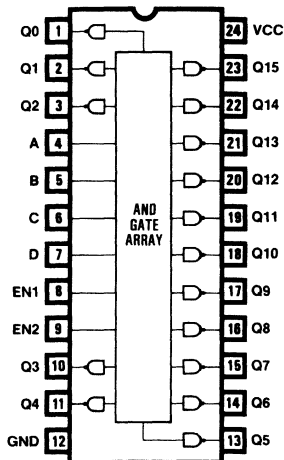 Q0 1 24 VCC
Q1 2 23 Q15
Q2 3 22 Q14
A 4 21 Q13
B 5 20 Q12
C 6 AND GATE ARRAY 19 Q11
D 7 18 Q10
EN1 8 17 Q9
EN2 9 16 Q8
Q3 10 15 Q7
Q4 11 14 Q6
GND 12 13 Q5